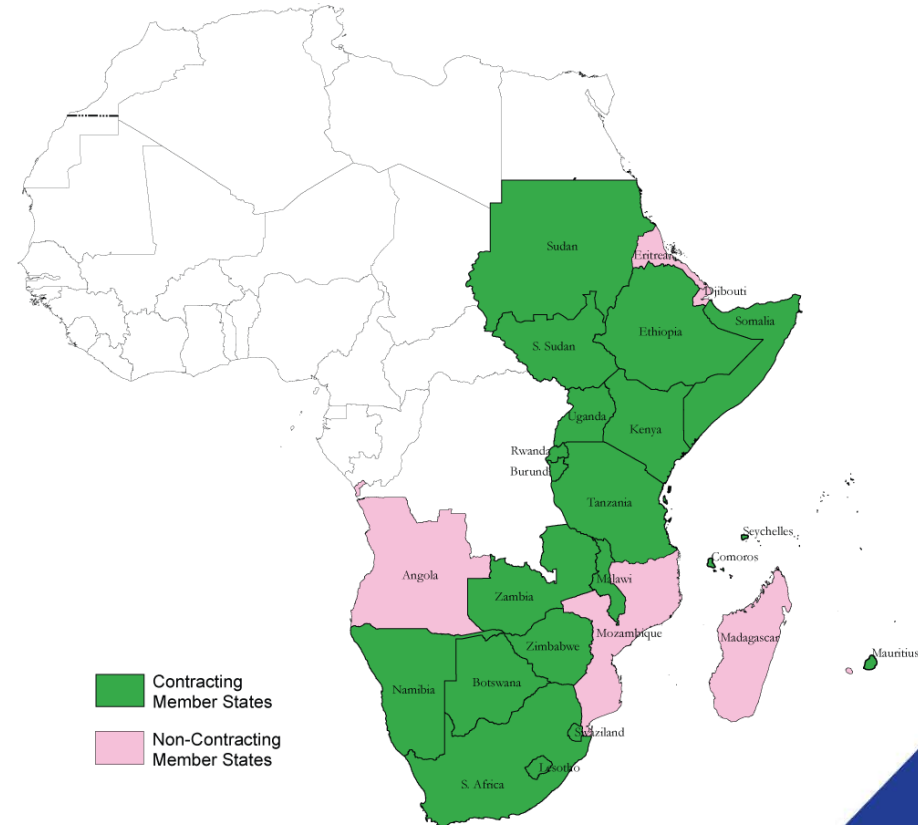 Sudan
Eritrea
Djibouti
Somalia
Ethiopia
S. Sudan
Uganda
Kenya
Rwanda
Burundi
Tanzania
Seychelles
Comoros
Angola
Malawi
Zambia
Mozambique
Madagascar
Zimbabwe
Mauritius
Namibia
Botswana
Swaziland
Lesotho
S. Africa
Contracting
Member States
Non-Contracting
Member States